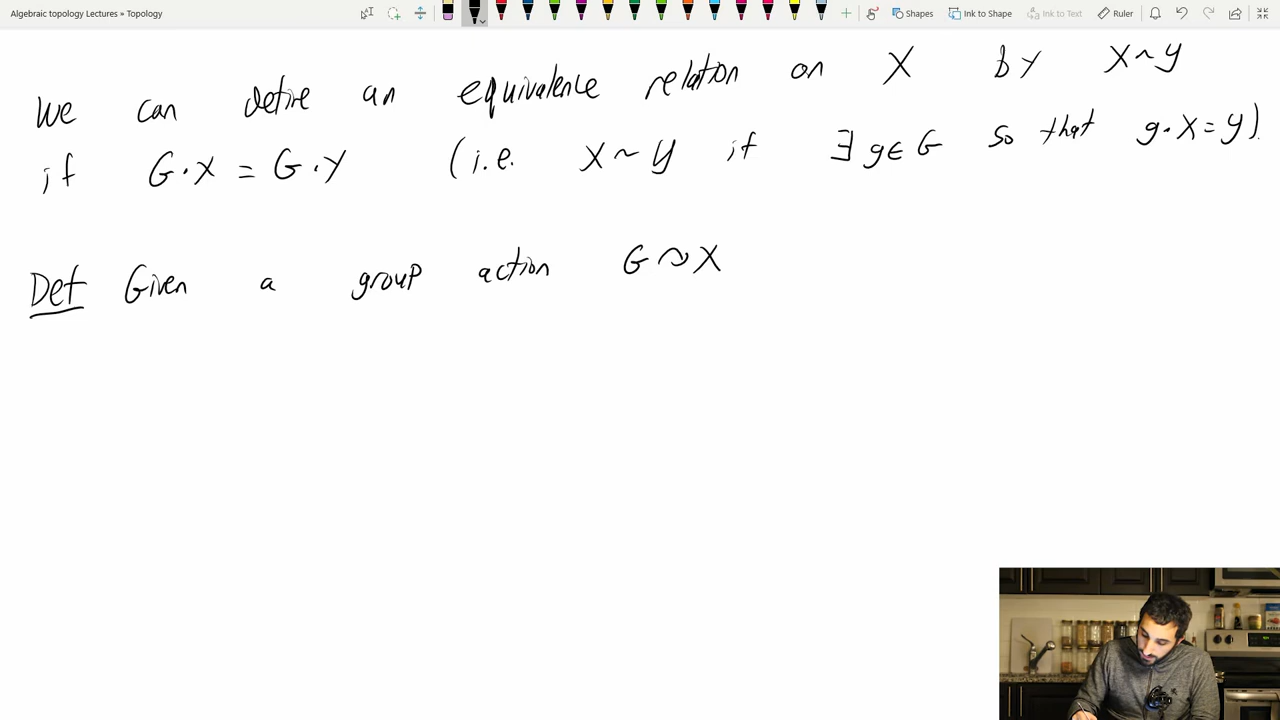 Algebraic topology Lectures » Topology
Shapes Ink to Shape Ink to Text Ruler
We can define an equivalence relation on X by x~y
if G·x = G·y (i.e. x~y if ∃ g∈G so that g·x=y).
Def Given a group action G↷X